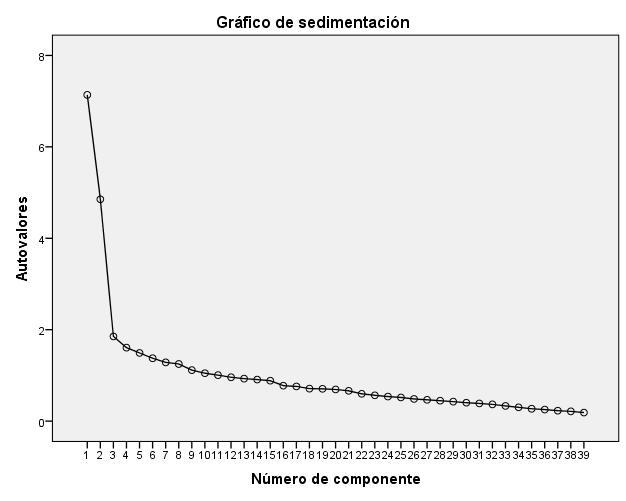 Gráfico de sedimentación
Autovalores
8
6
4
2
0
1 2 3 4 5 6 7 8 9 10 11 12 13 14 15 16 17 18 19 20 21 22 23 24 25 26 27 28 29 30 31 32 33 34 35 36 37 38 39
Número de componente